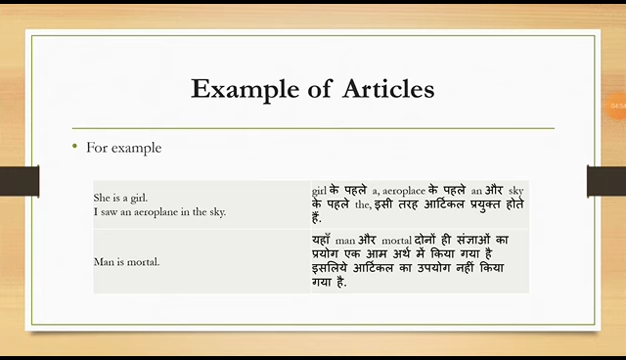 Example of Articles
• For example
She is a girl.
I saw an aeroplane in the sky.
girl के पहले a, aeroplace के पहले an और sky
के पहले the, इसी तरह आर्टिकल प्रयुक्त होते
हैं.
Man is mortal.
यहाँ man और mortal दोनों ही संज्ञाओं का
प्रयोग एक आम अर्थ में किया गया है
इसलिये आर्टिकल का उपयोग नहीं किया
गया है.